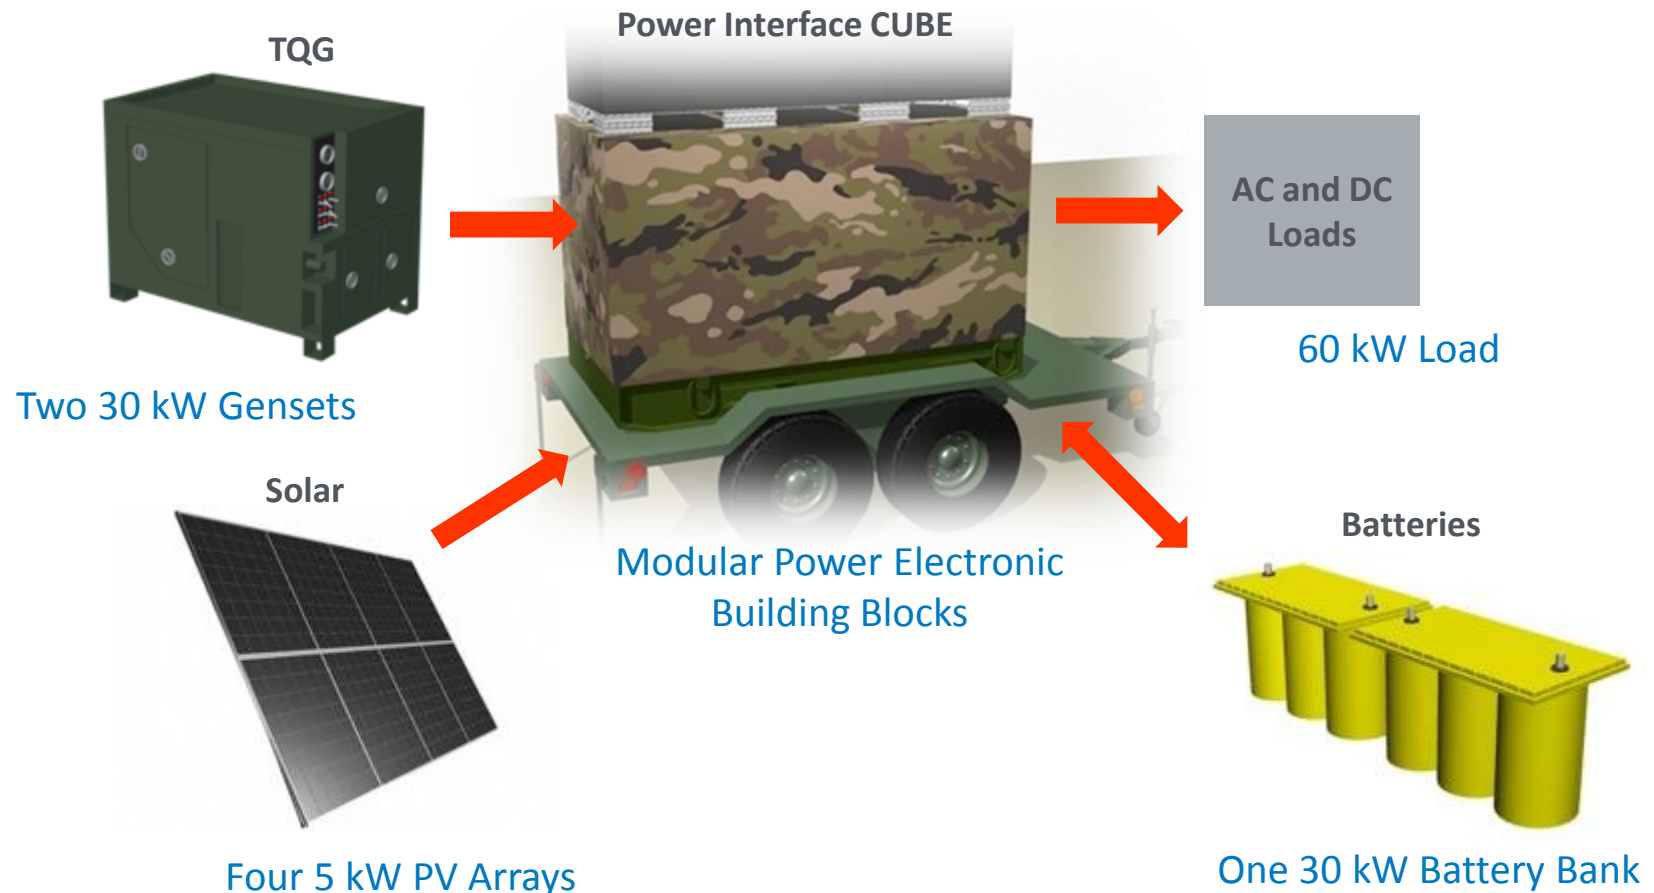 Power Interface CUBE
TQG
AC and DC
Loads
60 kW Load
Two 30 kW Gensets
Solar
Batteries
Modular Power Electronic
Building Blocks
Four 5 kW PV Arrays
One 30 kW Battery Bank